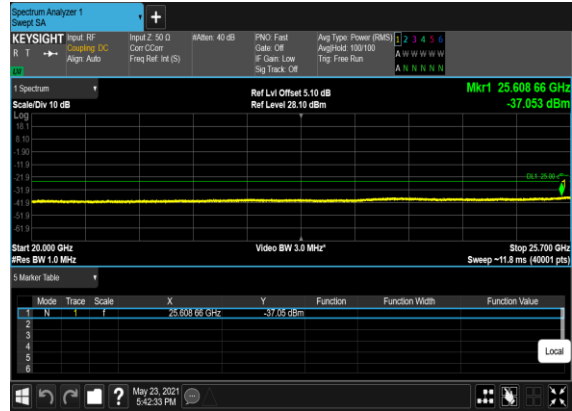 Spectrum Analyzer 1
Swept SA
+
KEYSIGHT Input: RF Input Z: 50 Ω #Atten: 40 dB PNO: Fast Avg Type: Power (RMS) 1 2 3 4 5 6
R T Coupling: DC Corr CCorr Gate: Off Avg|Hold: 100/100 A W W W W W
Align: Auto Freq Ref: Int (S) IF Gain: Low Trig: Free Run
Sig Track: Off A N N N N N
1 Spectrum Ref Lvl Offset 5.10 dB Mkr1 25.608 66 GHz
Scale/Div 10 dB Ref Level 28.10 dBm -37.053 dBm
Log
18.1
8.10
-1.90
-11.9
-21.9
-31.9
-41.9
-51.9
-61.9
Start 20.000 GHz Video BW 3.0 MHz* Stop 25.700 GHz
#Res BW 1.0 MHz Sweep ~11.8 ms (40001 pts)
5 Marker Table
Mode Trace Scale X Y Function Function Width Function Value
1 N 1 f 25.608 66 GHz -37.05 dBm
2
3
4
5
6
Local
? May 23, 2021
5:42:33 PM